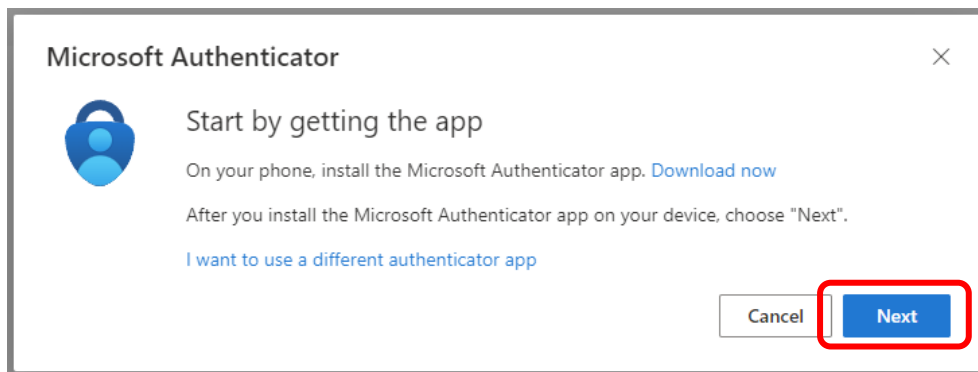 Microsoft Authenticator
Start by getting the app
On your phone, install the Microsoft Authenticator app. Download now
After you install the Microsoft Authenticator app on your device, choose "Next".
I want to use a different authenticator app
Cancel Next